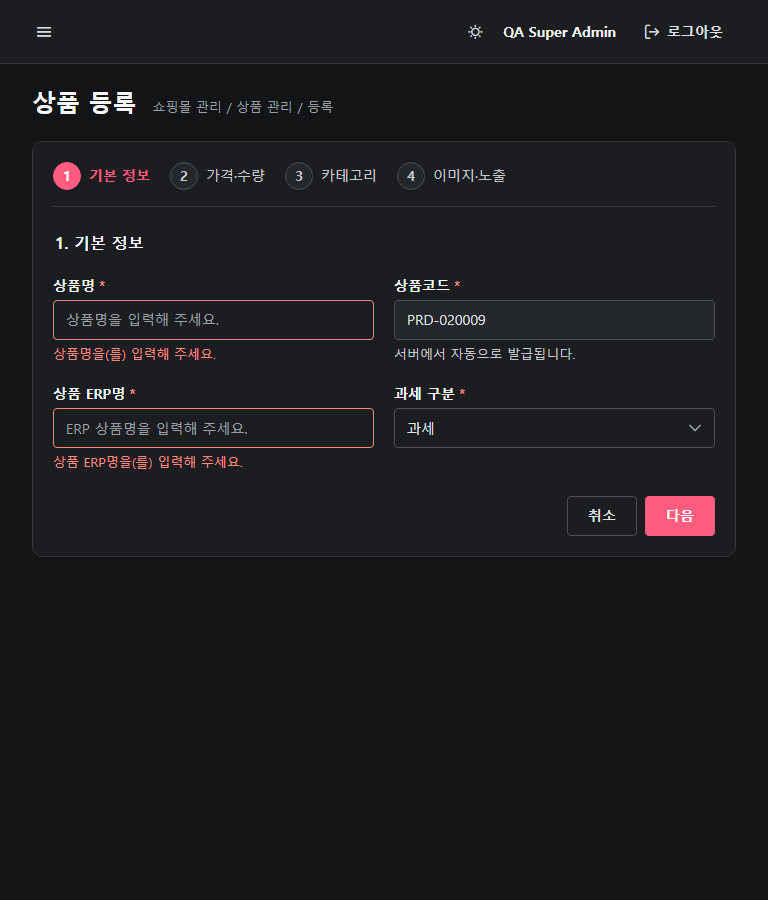 QA Super Admin 로그아웃
상품 등록 쇼핑몰 관리 / 상품 관리 / 등록
1 기본 정보 2 가격·수량 3 카테고리 4 이미지·노출
1. 기본 정보
상품명 * 상품코드 *
상품명을 입력해 주세요. PRD-020009
상품명을(를) 입력해 주세요. 서버에서 자동으로 발급됩니다.
상품 ERP명 * 과세 구분 *
ERP 상품명을 입력해 주세요. 과세
상품 ERP명을(를) 입력해 주세요.
취소 다음